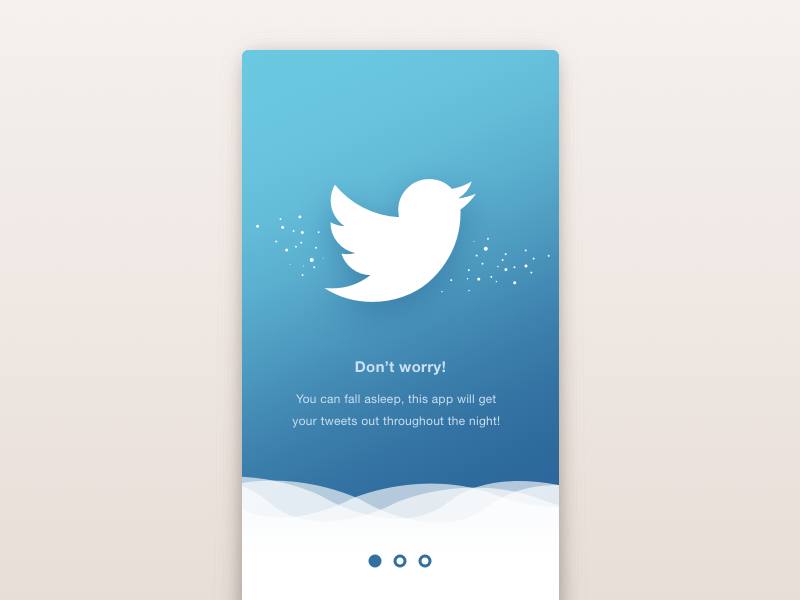 Don’t worry!
You can fall asleep, this app will get
your tweets out throughout the night!